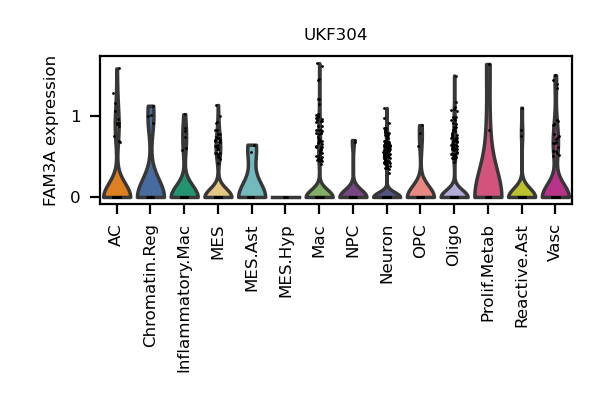 UKF304
FAM3A expression
1
0
AC
Chromatin.Reg
Inflammatory.Mac
MES
MES.Ast
MES.Hyp
Mac
NPC
Neuron
OPC
Oligo
Prolif.Metab
Reactive.Ast
Vasc